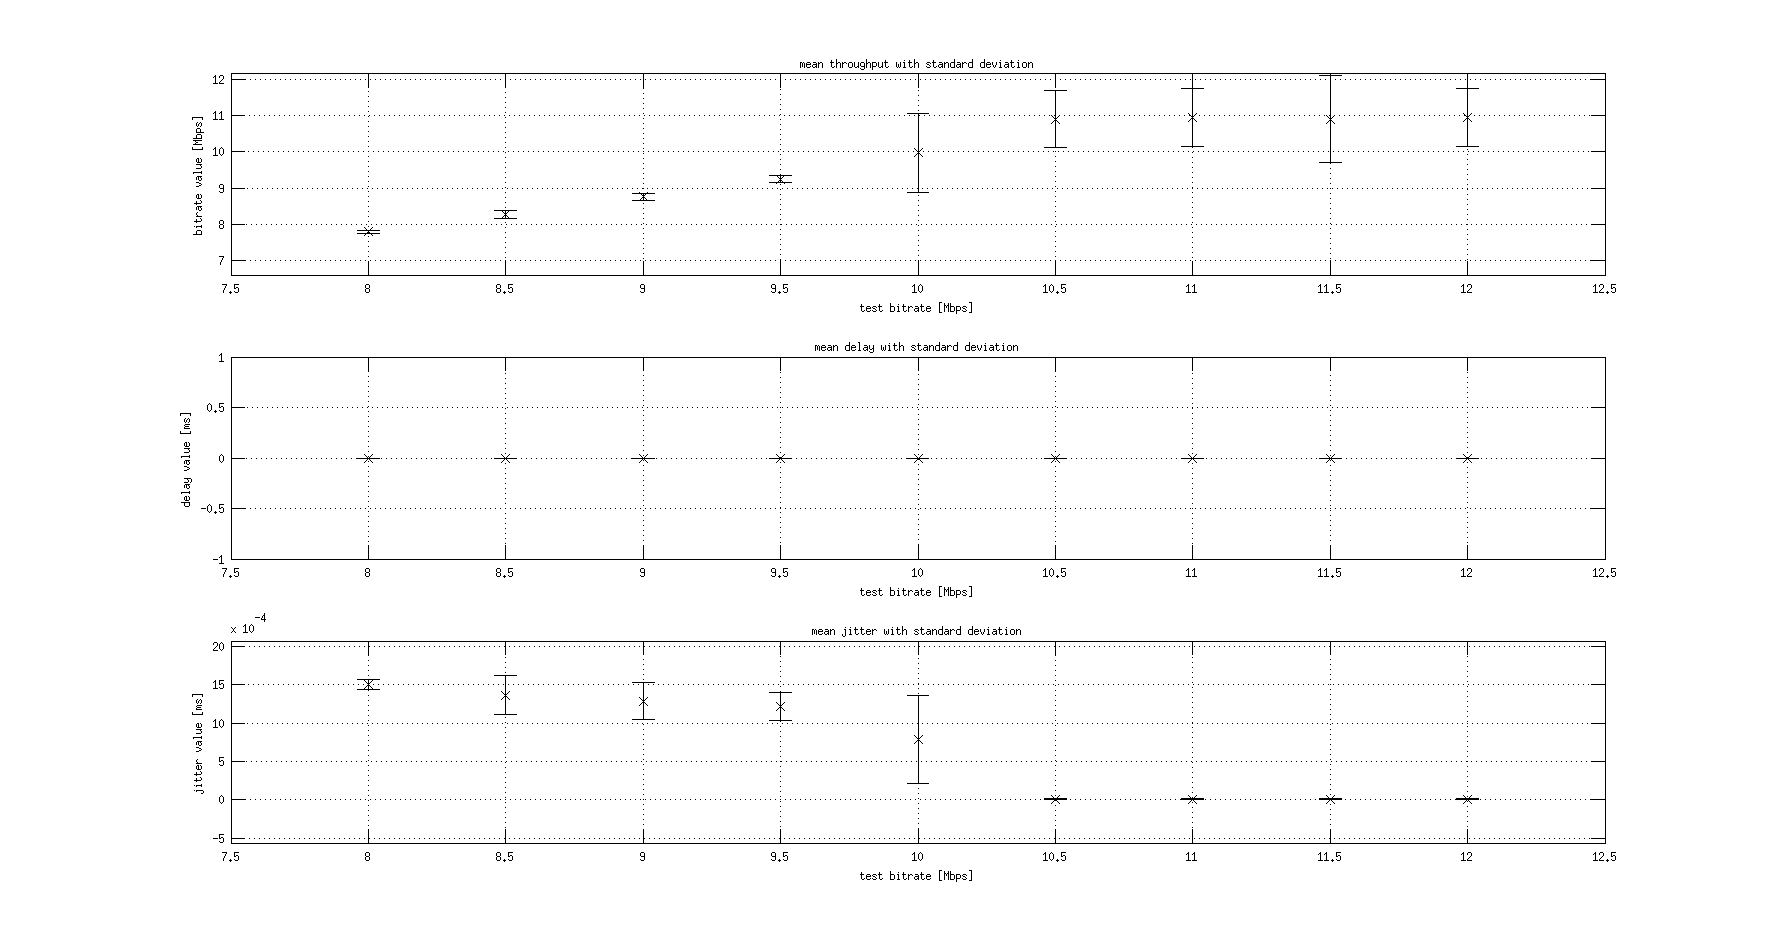 mean throughput with standard deviation
12
11
10
9
8
7
bitrate value [Mbps]
7.5 8 8.5 9 9.5 10 10.5 11 11.5 12 12.5
test bitrate [Mbps]
mean delay with standard deviation
1
0.5
0
-0.5
-1
delay value [ms]
7.5 8 8.5 9 9.5 10 10.5 11 11.5 12 12.5
test bitrate [Mbps]
x 10^-4
mean jitter with standard deviation
20
15
10
5
0
-5
jitter value [ms]
7.5 8 8.5 9 9.5 10 10.5 11 11.5 12 12.5
test bitrate [Mbps]